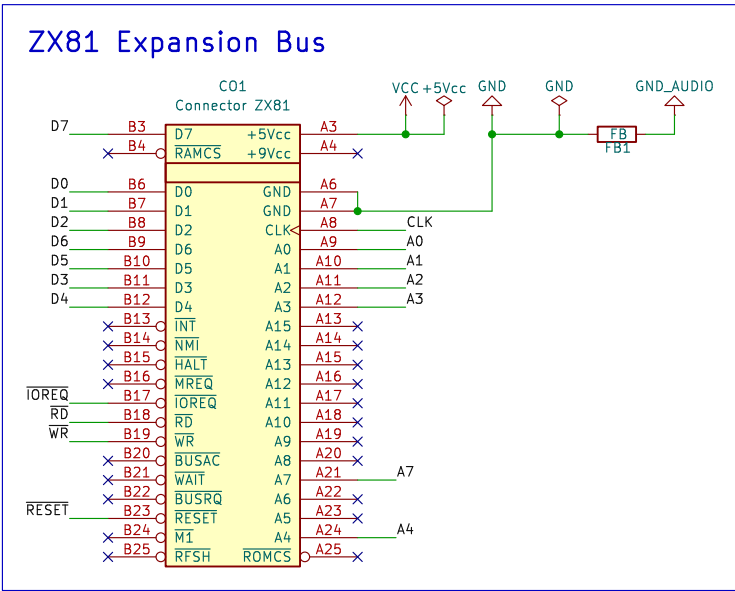 ZX81 Expansion Bus
CO1
Connector ZX81
VCC +5Vcc GND GND GND_AUDIO
D7 B3 D7 +5Vcc A3 FB
B4 RAMCS +9Vcc A4 FB1
D0 B6 D0 GND A6
D1 B7 D1 GND A7
D2 B8 D2 CLK A8 CLK
D6 B9 D6 A0 A9 A0
D5 B10 D5 A1 A10 A1
D3 B11 D3 A2 A11 A2
D4 B12 D4 A3 A12 A3
B13 INT A15 A13
B14 NMI A14 A14
B15 HALT A13 A15
B16 MREQ A12 A16
IOREQ B17 IOREQ A11 A17
RD B18 RD A10 A18
WR B19 WR A9 A19
B20 BUSAC A8 A20
B21 WAIT A7 A21 A7
B22 BUSRQ A6 A22
RESET B23 RESET A5 A23
B24 M1 A4 A24 A4
B25 RFSH ROMCS A25